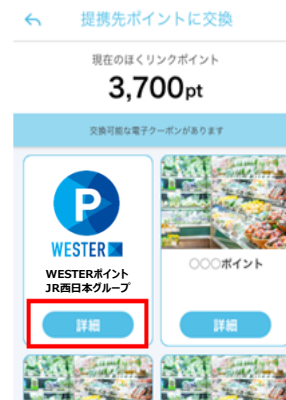 提携先ポイントに交換
現在のほくリンクポイント
3,700pt
交換可能な電子クーポンがあります
P
WESTER
WESTERポイント
JR西日本グループ
詳細
○○○ポイント
詳細